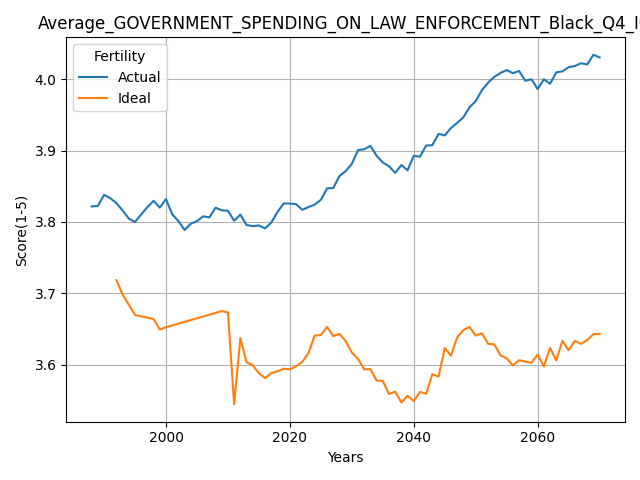 Average_GOVERNMENT_SPENDING_ON_LAW_ENFORCEMENT_Black_Q4_I
Fertility
Actual
Ideal
Score(1-5)
4.0
3.9
3.8
3.7
3.6
2000
2020
2040
2060
Years